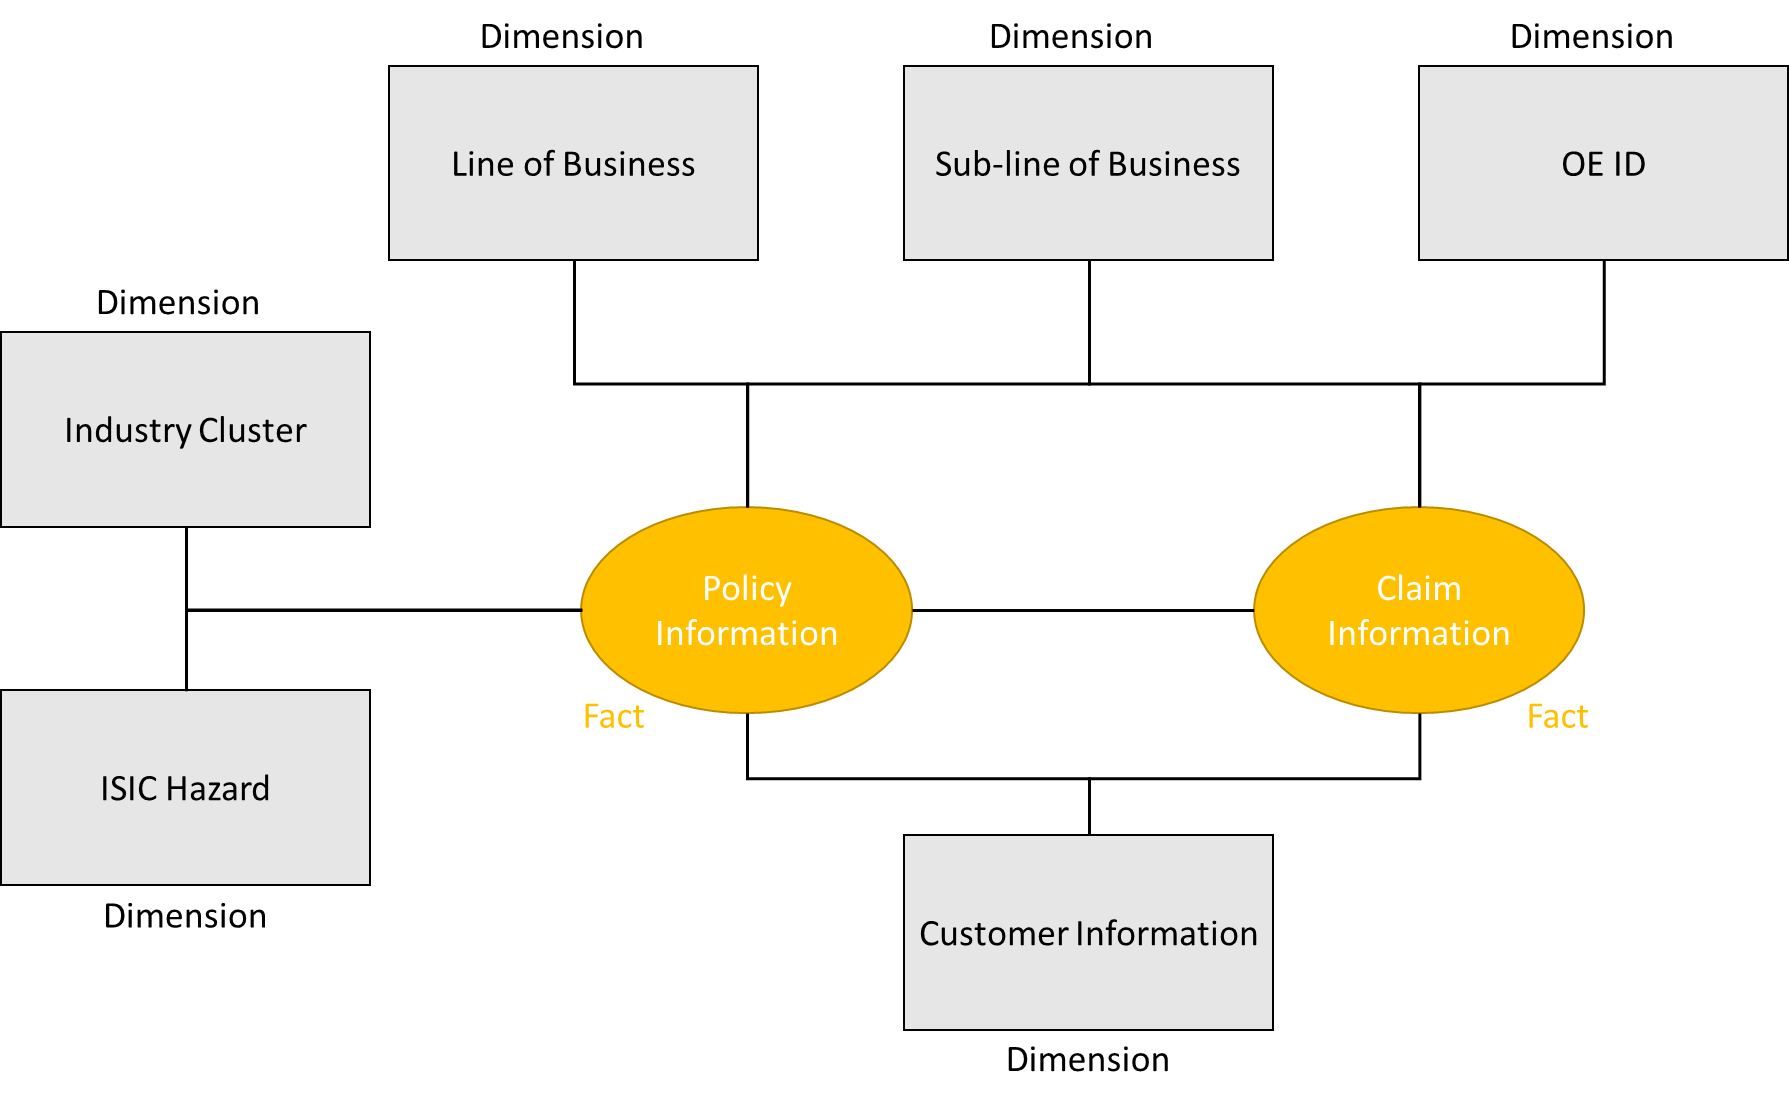 Dimension
Dimension
Dimension
Line of Business
Sub-line of Business
OE ID
Dimension
Industry Cluster
Policy
Information
Claim
Information
Fact
Fact
ISIC Hazard
Dimension
Customer Information
Dimension